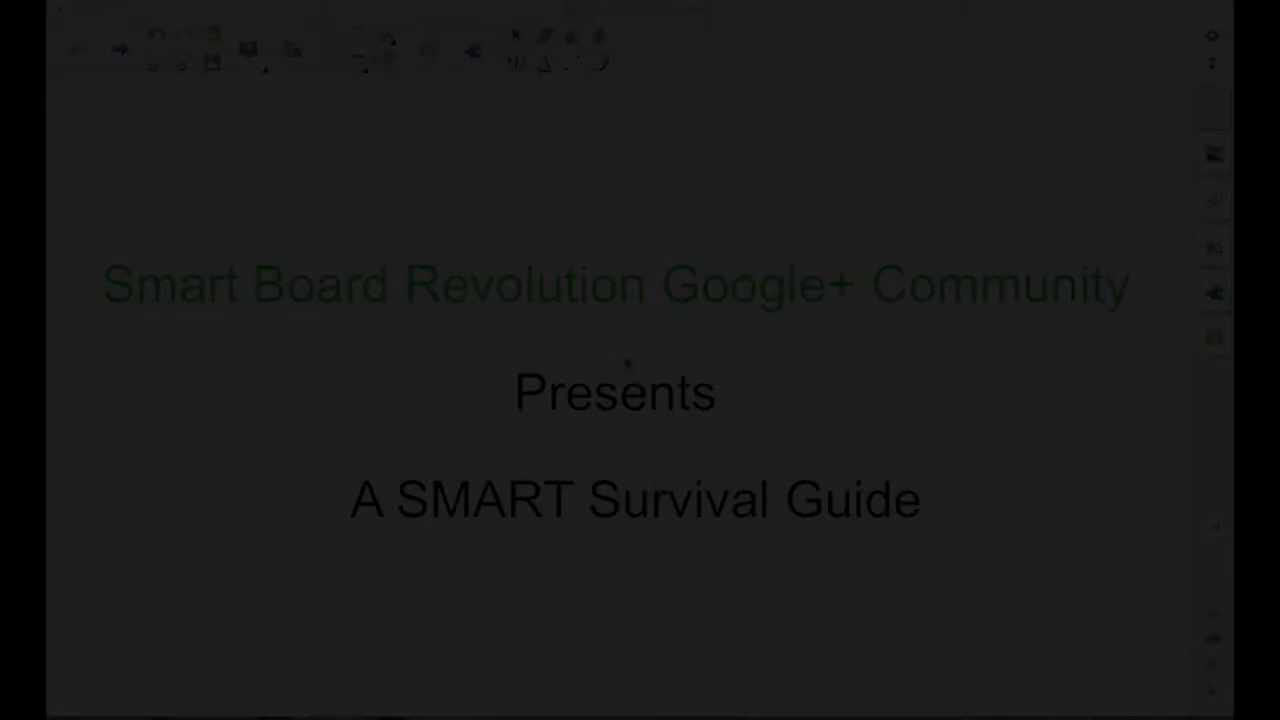 Smart Board Revolution Google+ Community
Presents
A SMART Survival Guide